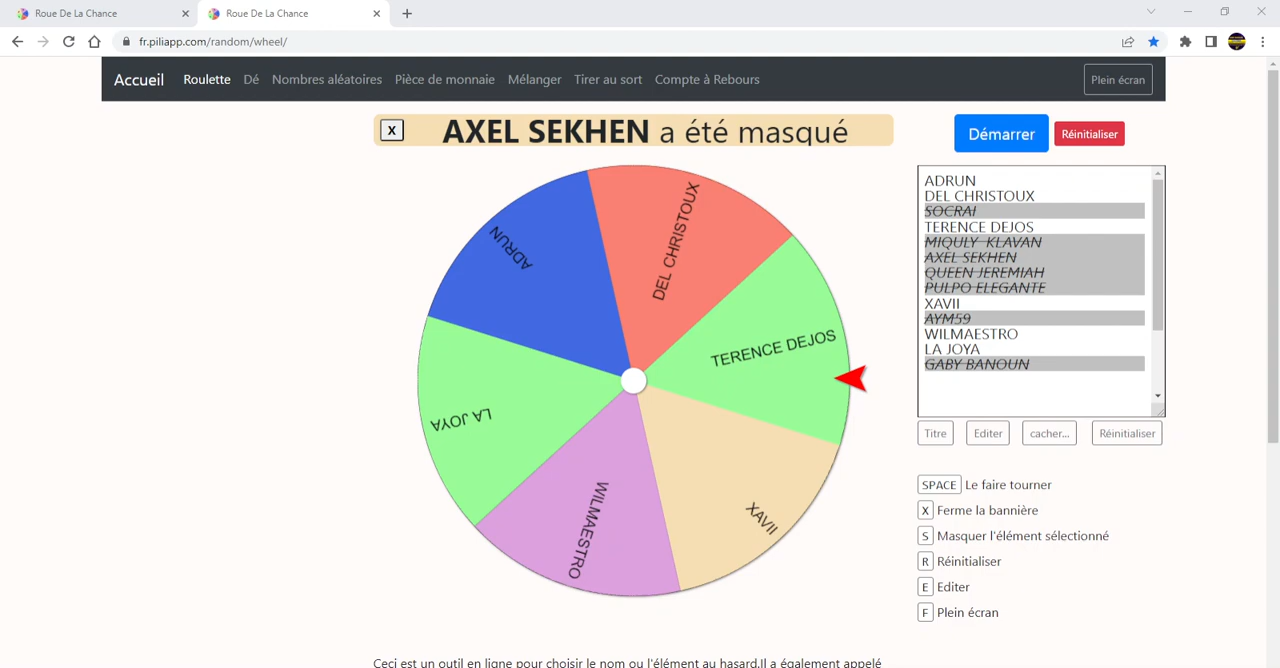 Roue De La Chance
Roue De La Chance
fr.piliapp.com/random/wheel/
Accueil Roulette Dé Nombres aléatoires Pièce de monnaie Mélanger Tirer au sort Compte à Rebours Plein écran
X AXEL SEKHEN a été masqué
Démarrer Réinitialiser
DEL CHRISTOUX
ADRUN
TERENCE DEJOS
LA JOYA
WILMAESTRO
XAVII
ADRUN
DEL CHRISTOUX
SOCRAI
TERENCE DEJOS
MIQULY KLAVAN
AXEL SEKHEN
QUEEN JEREMIAH
PULPO ELEGANTE
XAVII
AYM59
WILMAESTRO
LA JOYA
GABY BANOUN
Titre Editer cacher... Réinitialiser
SPACE Le faire tourner
X Ferme la bannière
S Masquer l'élément sélectionné
R Réinitialiser
E Editer
F Plein écran
Ceci est un outil en ligne pour choisir le nom ou l'élément au hasard.Il a également appelé